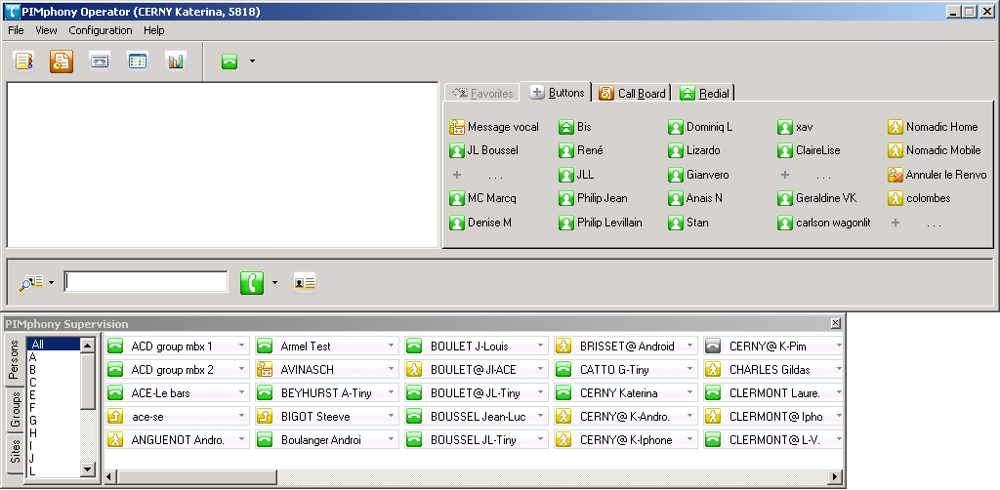 PIMphony Operator (CERNY Katerina, 5818)
File View Configuration Help
Favorites Buttons Call Board Redial
Message vocal Bis Dominiq L xav Nomadic Home
JL Boussel René Lizardo ClaireLise Nomadic Mobile
... JLL Gianvero ... Annuler le Renvo
MC Marcq Philip Jean Anais N Geraldine VK colombes
Denise M Philip Levillain Stan carlson wagonlit ...
PIMphony Supervision
Persons
Groups
Sites
All
A
B
C
E
F
G
H
I
J
L
ACD group mbx 1 Armel Test BOULET J-Louis BRISSET@ Android CERNY@ K-Pim
ACD group mbx 2 AVINASCH BOULET@ Jl-ACE CATTO G-Tiny CHARLES Gildas
ACE-Le bars BEYHURST A-Tiny BOULET@ JL-Tiny CERNY Katerina CLERMONT Laure.
ace-se BIGOT Steeve BOUSSEL Jean-Luc CERNY@ K-Andro. CLERMONT@ Ipho
ANGUENOT Andro. Boulanger Androi BOUSSEL JL-Tiny CERNY@ K-Iphone CLERMONT@ L-V.